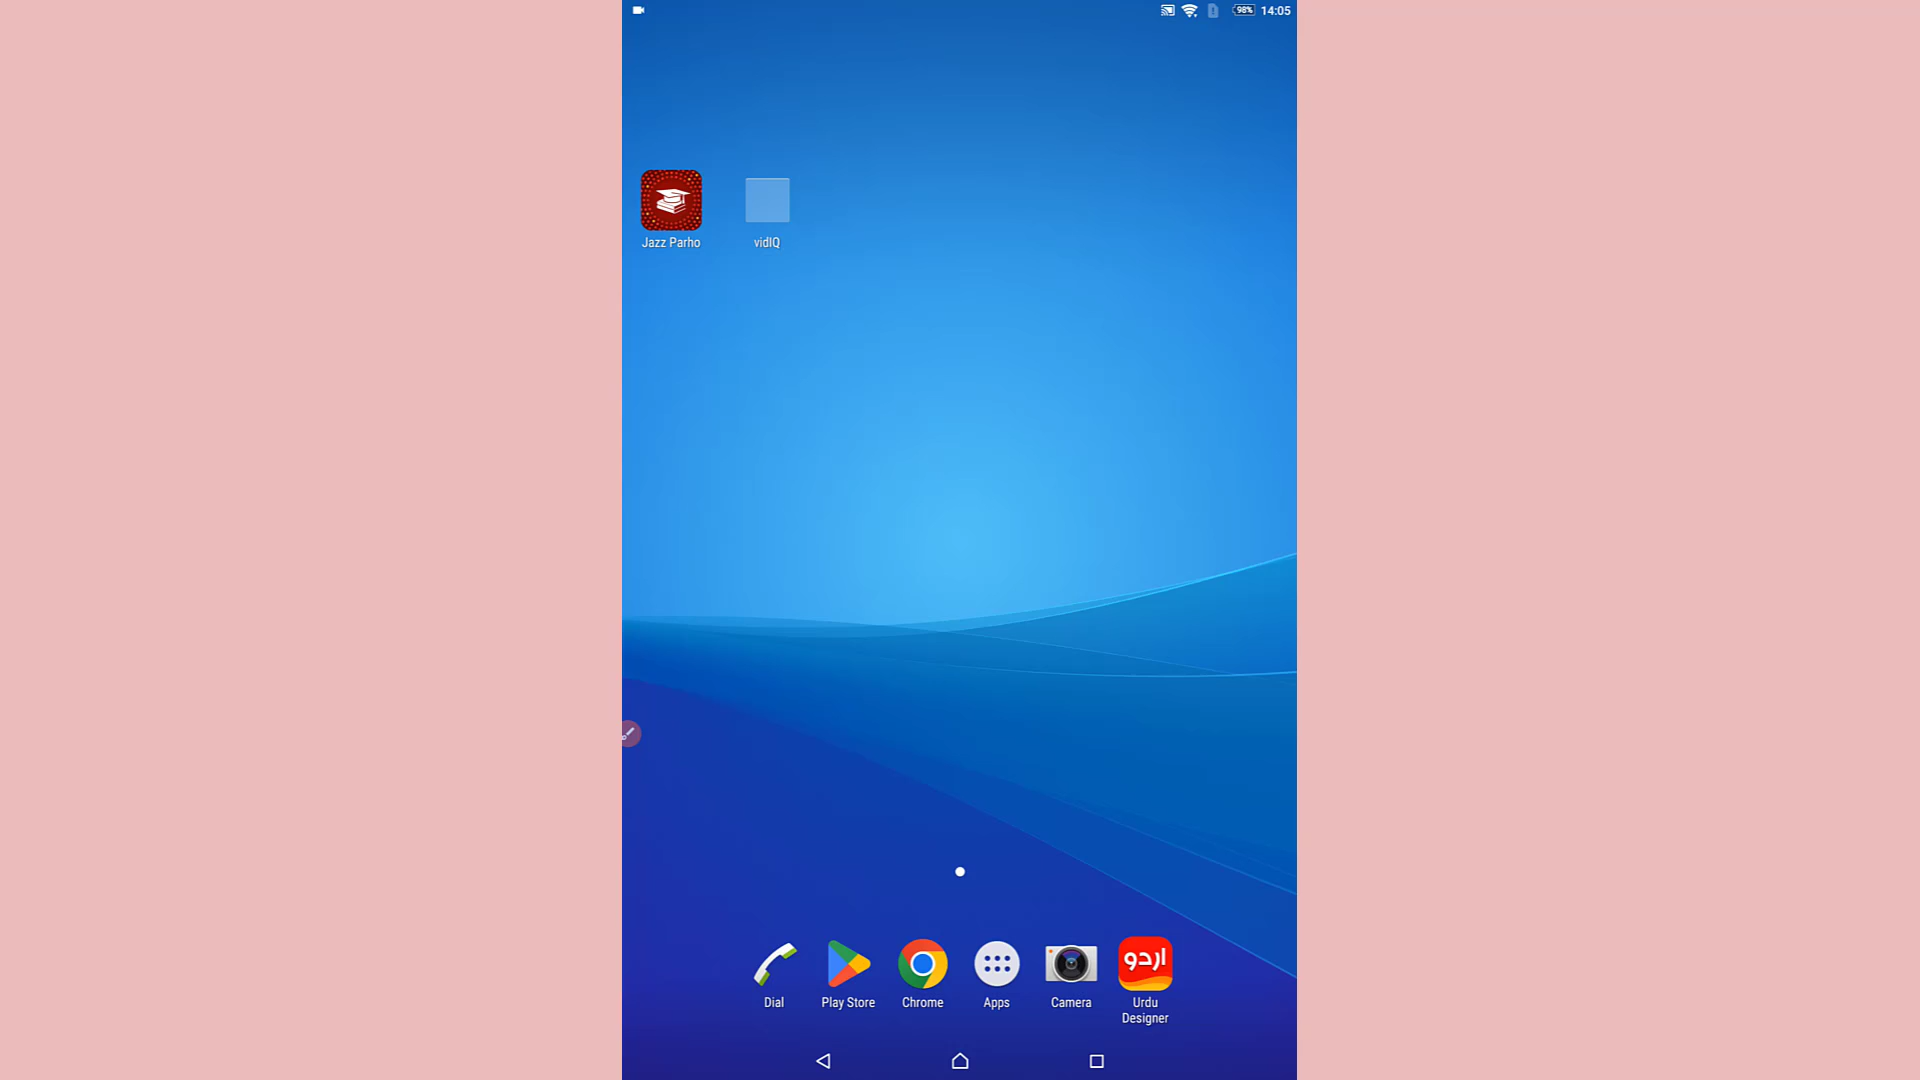 98% 14:05
Jazz Parho
vidIQ
اردو
Dial
Play Store
Chrome
Apps
Camera
Urdu
Designer